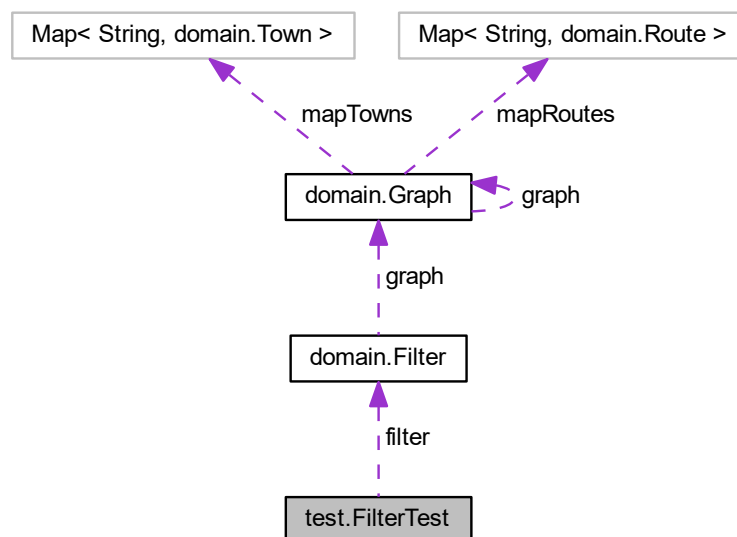 Map< String, domain.Town >
Map< String, domain.Route >
mapTowns
mapRoutes
domain.Graph
graph
graph
domain.Filter
filter
test.FilterTest